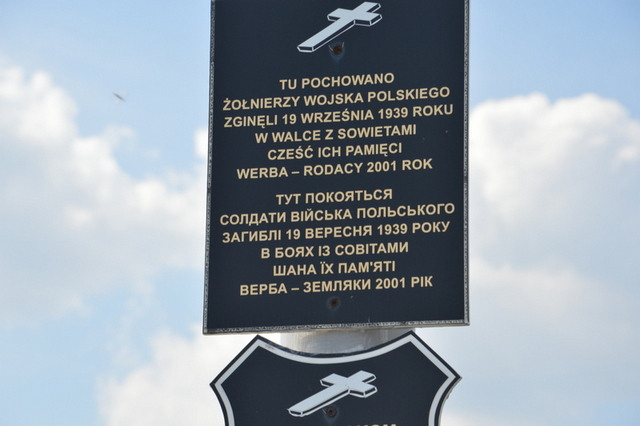 TU POCHOWANO
ŻOŁNIERZY WOJSKA POLSKIEGO
ZGINĘLI 19 WRZEŚNIA 1939 ROKU
W WALCE Z SOWIETAMI
CZEŚĆ ICH PAMIĘCI
WERBA – RODACY 2001 ROK
ТУТ ПОКОЯТЬСЯ
СОЛДАТИ ВІЙСЬКА ПОЛЬСЬКОГО
ЗАГИБЛІ 19 ВЕРЕСНЯ 1939 РОКУ
В БОЯХ ІЗ СОВІТАМИ
ШАНА ЇХ ПАМ'ЯТІ
ВЕРБА – ЗЕМЛЯКИ 2001 РІК